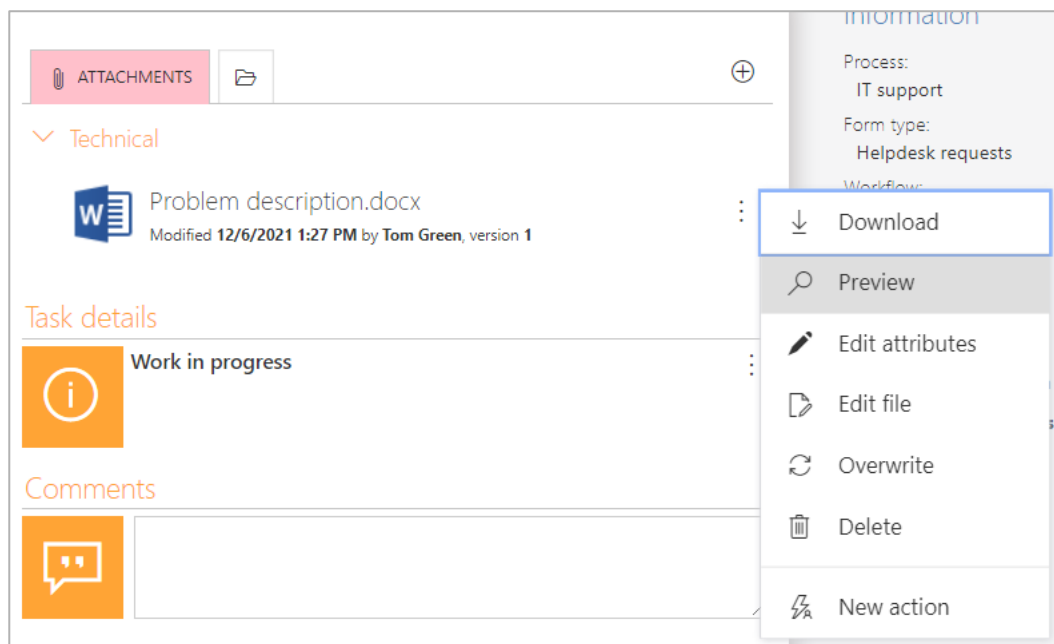 Information
ATTACHMENTS
Process:
IT support
Form type:
Helpdesk requests
Workflow:
Technical
W
Problem description.docx
Modified 12/6/2021 1:27 PM by Tom Green, version 1
Download
Preview
Edit attributes
Edit file
Overwrite
Delete
New action
Task details
Work in progress
Comments